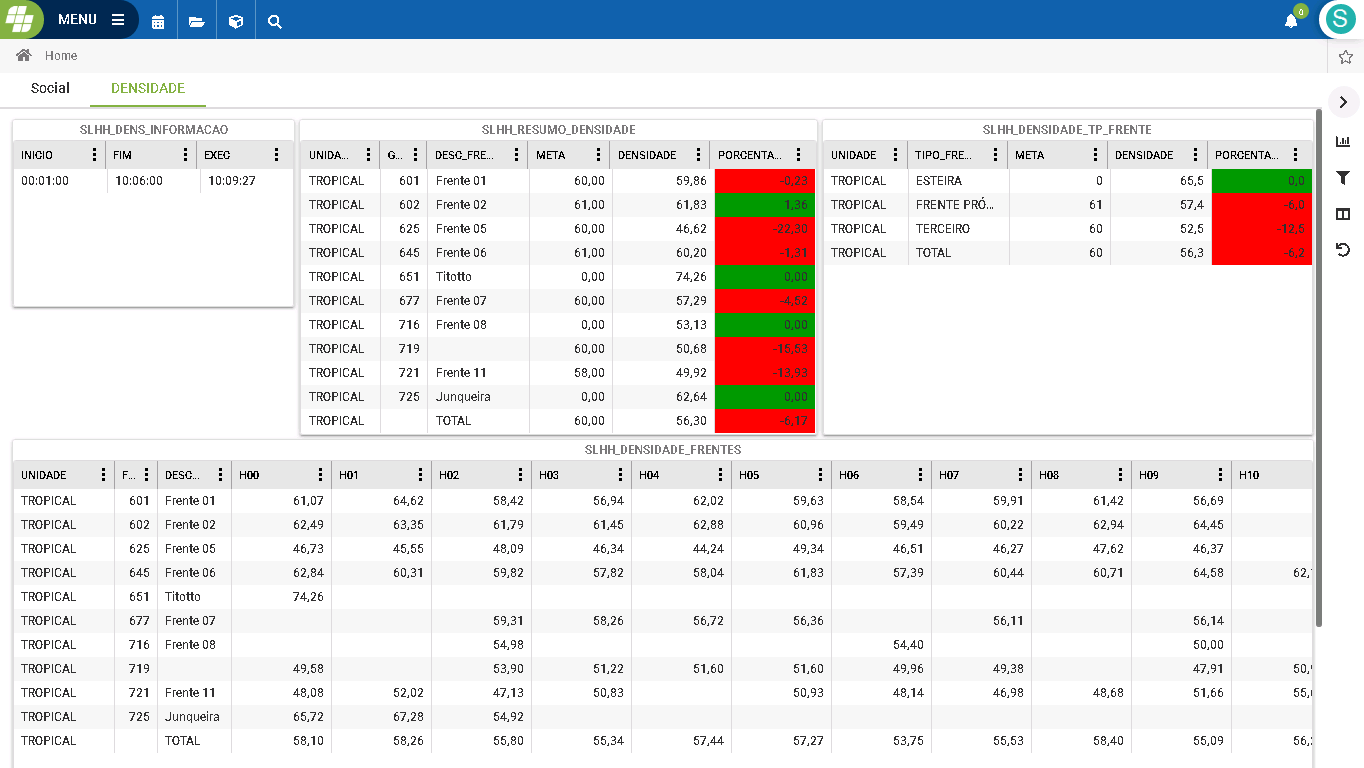 MENU
0
S
Home
Social DENSIDADE
SLHH_DENS_INFORMACAO
INICIO FIM EXEC
00:01:00 10:06:00 10:09:27
SLHH_RESUMO_DENSIDADE
UNIDA... G... DESC_FRE... META DENSIDADE PORCENTA...
TROPICAL 601 Frente 01 60,00 59,86 -0,23
TROPICAL 602 Frente 02 61,00 61,83 1,36
TROPICAL 625 Frente 05 60,00 46,62 -22,30
TROPICAL 645 Frente 06 61,00 60,20 -1,31
TROPICAL 651 Titotto 0,00 74,26 0,00
TROPICAL 677 Frente 07 60,00 57,29 -4,52
TROPICAL 716 Frente 08 0,00 53,13 0,00
TROPICAL 719 60,00 50,68 -15,53
TROPICAL 721 Frente 11 58,00 49,92 -13,93
TROPICAL 725 Junqueira 0,00 62,64 0,00
TROPICAL TOTAL 60,00 56,30 -6,17
SLHH_DENSIDADE_TP_FRENTE
UNIDADE TIPO_FRE... META DENSIDADE PORCENTA...
TROPICAL ESTEIRA 0 65,5 0,0
TROPICAL FRENTE PRÓ... 61 57,4 -6,0
TROPICAL TERCEIRO 60 52,5 -12,5
TROPICAL TOTAL 60 56,3 -6,2
SLHH_DENSIDADE_FRENTES
UNIDADE F... DESC... H00 H01 H02 H03 H04 H05 H06 H07 H08 H09 H10
TROPICAL 601 Frente 01 61,07 64,62 58,42 56,94 62,02 59,63 58,54 59,91 61,42 56,69
TROPICAL 602 Frente 02 62,49 63,35 61,79 61,45 62,88 60,96 59,49 60,22 62,94 64,45
TROPICAL 625 Frente 05 46,73 45,55 48,09 46,34 44,24 49,34 46,51 46,27 47,62 46,37
TROPICAL 645 Frente 06 62,84 60,31 59,82 57,82 58,04 61,83 57,39 60,44 60,71 64,58
TROPICAL 651 Titotto 74,26
TROPICAL 677 Frente 07 59,31 58,26 56,72 56,36 56,11 56,14
TROPICAL 716 Frente 08 54,98 54,40 50,00
TROPICAL 719 49,58 53,90 51,22 51,60 51,60 49,96 49,38 47,91
TROPICAL 721 Frente 11 48,08 52,02 47,13 50,83 50,93 48,14 46,98 48,68 51,66
TROPICAL 725 Junqueira 65,72 67,28 54,92
TROPICAL TOTAL 58,10 58,26 55,80 55,34 57,44 57,27 53,75 55,53 58,40 55,09